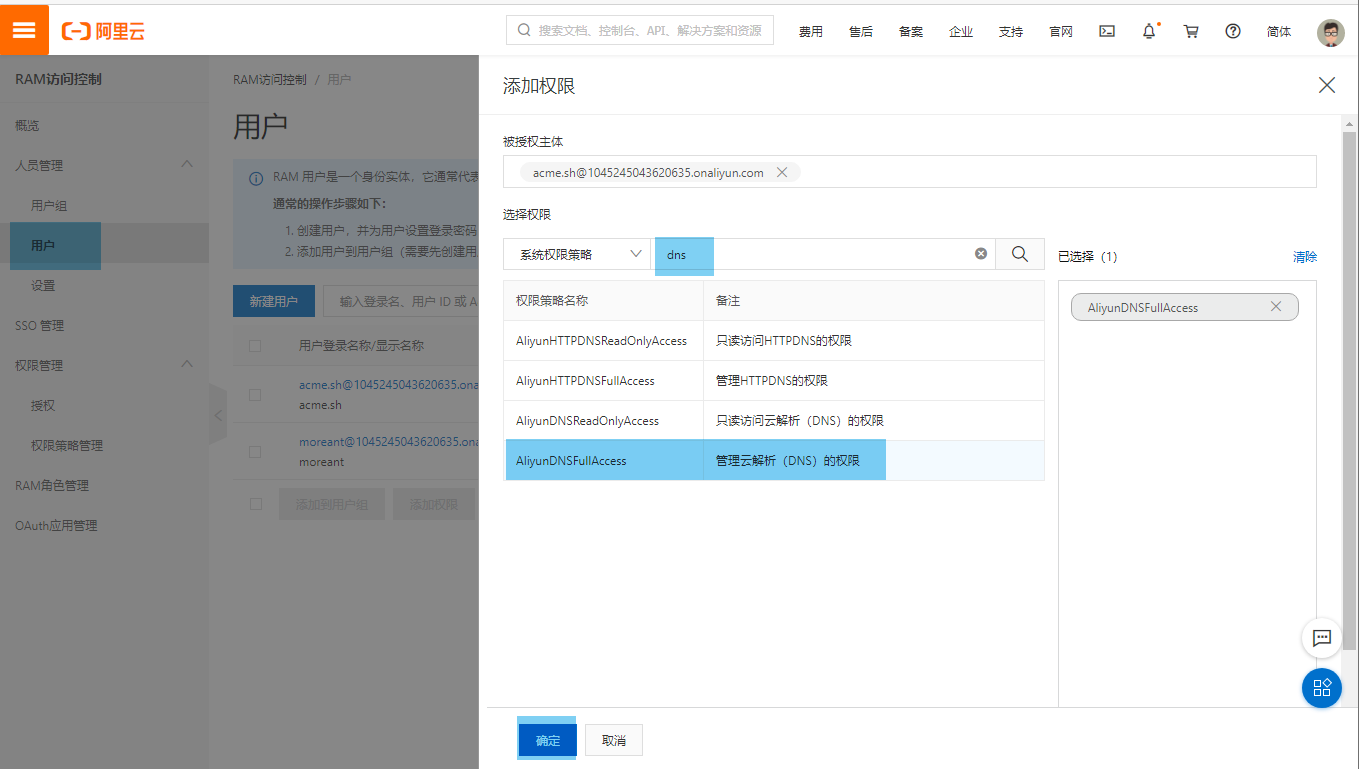 阿里云
搜索文档、控制台、API、解决方案和资源
费用
售后
备案
企业
支持
官网
简体
RAM访问控制
概览
人员管理
用户组
用户
设置
SSO 管理
权限管理
授权
权限策略管理
RAM角色管理
OAuth应用管理
RAM访问控制 / 用户
用户
RAM 用户是一个身份实体，它通常代表
通常的操作步骤如下：
1. 创建用户，并为用户设置登录密码
2. 添加用户到用户组（需要先创建用
新建用户
输入登录名、用户 ID 或 A
用户登录名称/显示名称
acme.sh@1045245043620635.ona
acme.sh
moreant@1045245043620635.ona
moreant
添加到用户组
添加权限
添加权限
被授权主体
acme.sh@1045245043620635.onaliyun.com
选择权限
系统权限策略
dns
权限策略名称 备注
AliyunHTTPDNSReadOnlyAccess 只读访问HTTPDNS的权限
AliyunHTTPDNSFullAccess 管理HTTPDNS的权限
AliyunDNSReadOnlyAccess 只读访问云解析（DNS）的权限
AliyunDNSFullAccess 管理云解析（DNS）的权限
已选择（1） 清除
AliyunDNSFullAccess
确定
取消